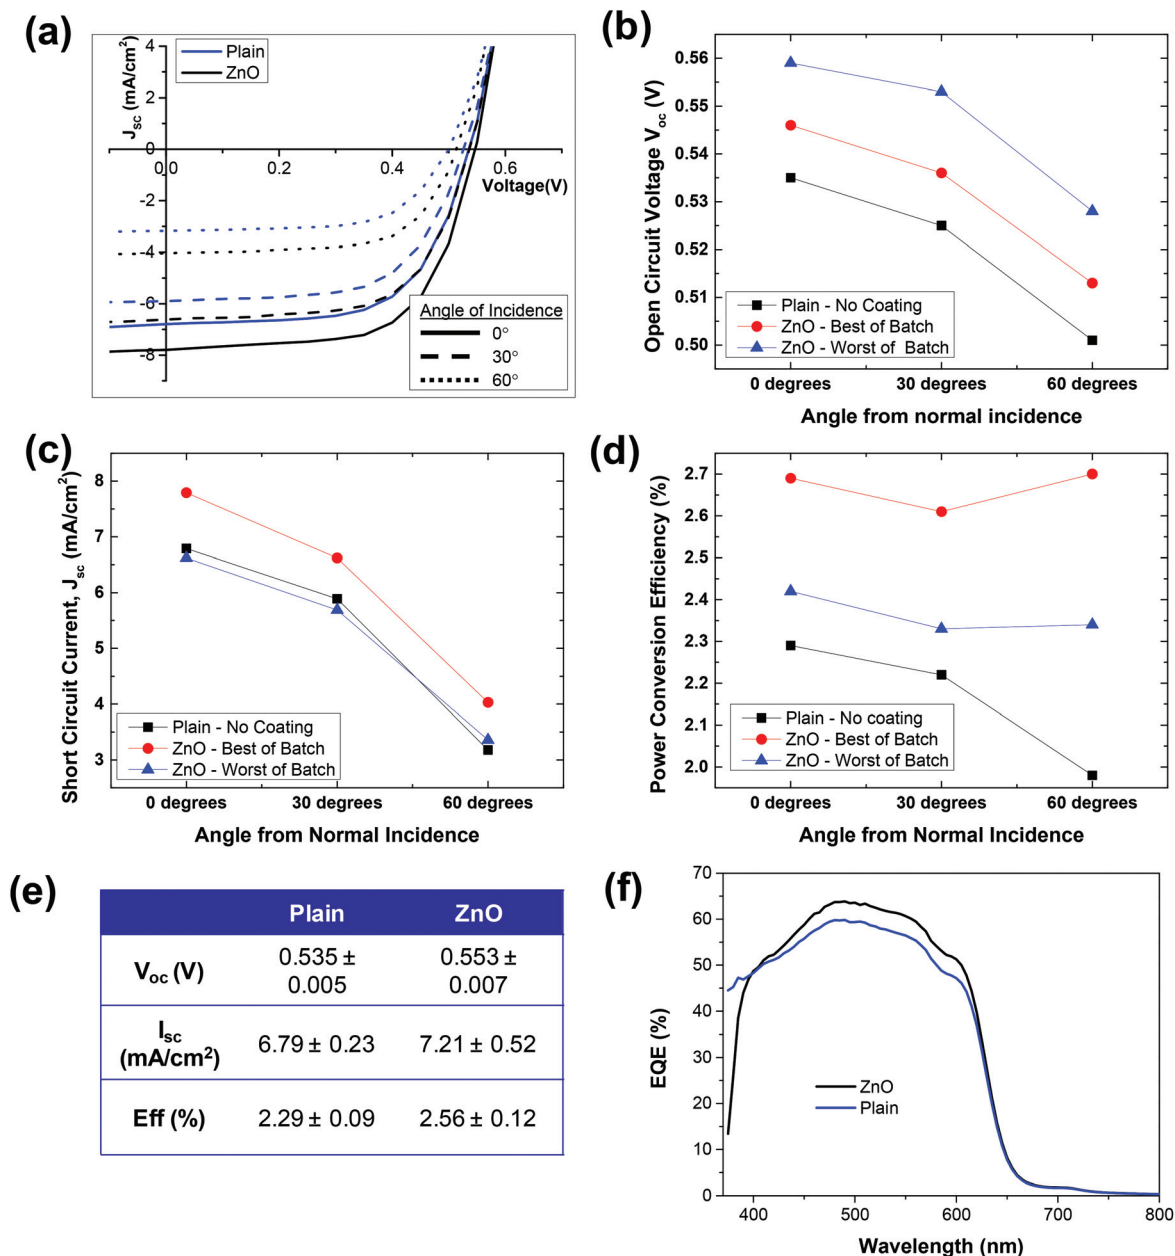 (a)
J_sc (mA/cm²)
4
2
0
-2
-4
-6
-8
0.0
0.2
0.4
0.6
Voltage(V)
Plain
ZnO
Angle of Incidence
0°
30°
60°
(b)
Open Circuit Voltage V_oc (V)
0.56
0.55
0.54
0.53
0.52
0.51
0.50
Plain - No Coating
ZnO - Best of Batch
ZnO - Worst of Batch
0 degrees
30 degrees
60 degrees
Angle from normal incidence
(c)
Short Circuit Current, J_sc (mA/cm²)
8
7
6
5
4
3
Plain - No Coating
ZnO - Best of Batch
ZnO - Worst of Batch
0 degrees
30 degrees
60 degrees
Angle from Normal Incidence
(d)
Power Conversion Efficiency (%)
2.7
2.6
2.5
2.4
2.3
2.2
2.1
2.0
Plain - No coating
ZnO - Best of Batch
ZnO - Worst of Batch
0 degrees
30 degrees
60 degrees
Angle from Normal Incidence
(e)
Plain ZnO
V_oc (V)
0.535 ±
0.005
0.553 ±
0.007
I_sc
(mA/cm²)
6.79 ± 0.23
7.21 ± 0.52
Eff (%)
2.29 ± 0.09
2.56 ± 0.12
(f)
EQE (%)
70
60
50
40
30
20
10
0
ZnO
Plain
400
500
600
700
800
Wavelength (nm)